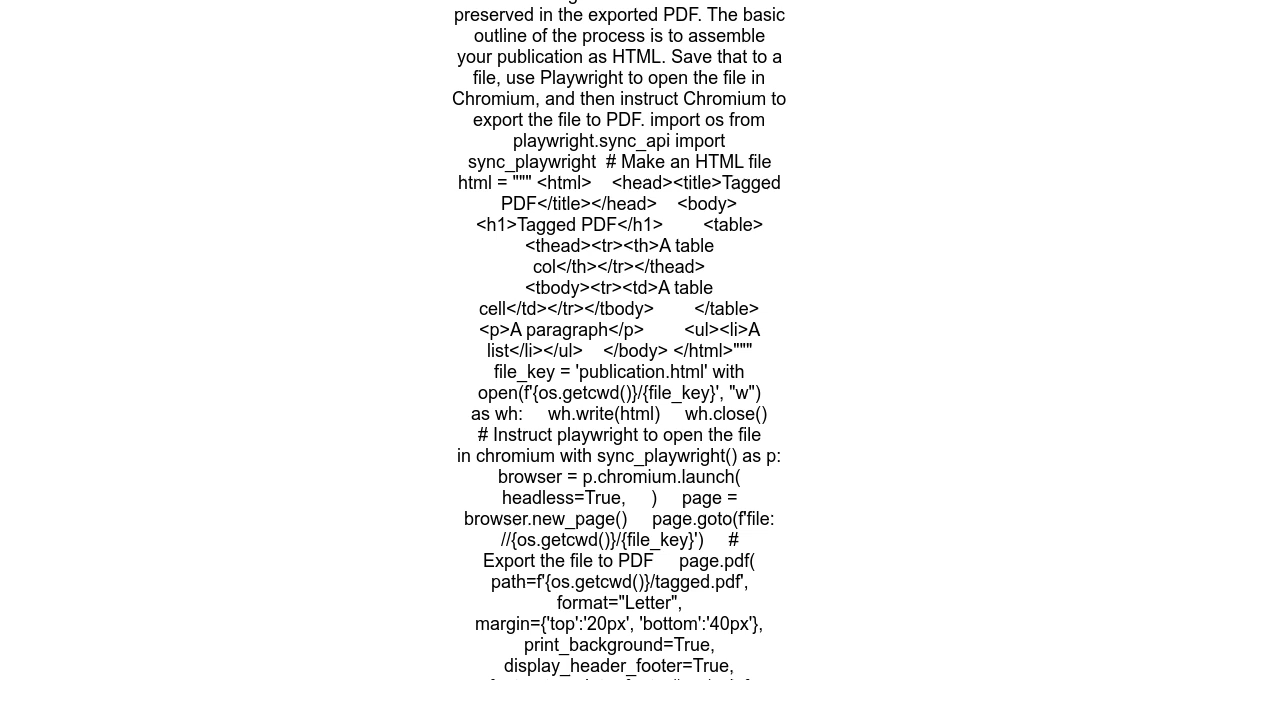 preserved in the exported PDF. The basic
outline of the process is to assemble
your publication as HTML. Save that to a
file, use Playwright to open the file in
Chromium, and then instruct Chromium to
export the file to PDF. import os from
playwright.sync_api import
sync_playwright  # Make an HTML file
html = """ <html>    <head><title>Tagged
PDF</title></head>    <body>
<h1>Tagged PDF</h1>        <table>
<thead><tr><th>A table
col</th></tr></thead>
<tbody><tr><td>A table
cell</td></tr></tbody>        </table>
<p>A paragraph</p>        <ul><li>A
list</li></ul>    </body> </html>"""
file_key = 'publication.html' with
open(f'{os.getcwd()}/{file_key}', "w")
as wh:     wh.write(html)     wh.close()
# Instruct playwright to open the file
in chromium with sync_playwright() as p:
browser = p.chromium.launch(
headless=True,     )     page =
browser.new_page()     page.goto(f'file:
//{os.getcwd()}/{file_key}')     #
Export the file to PDF     page.pdf(
path=f'{os.getcwd()}/tagged.pdf',
format="Letter",
margin={'top':'20px', 'bottom':'40px'},
print_background=True,
display_header_footer=True,